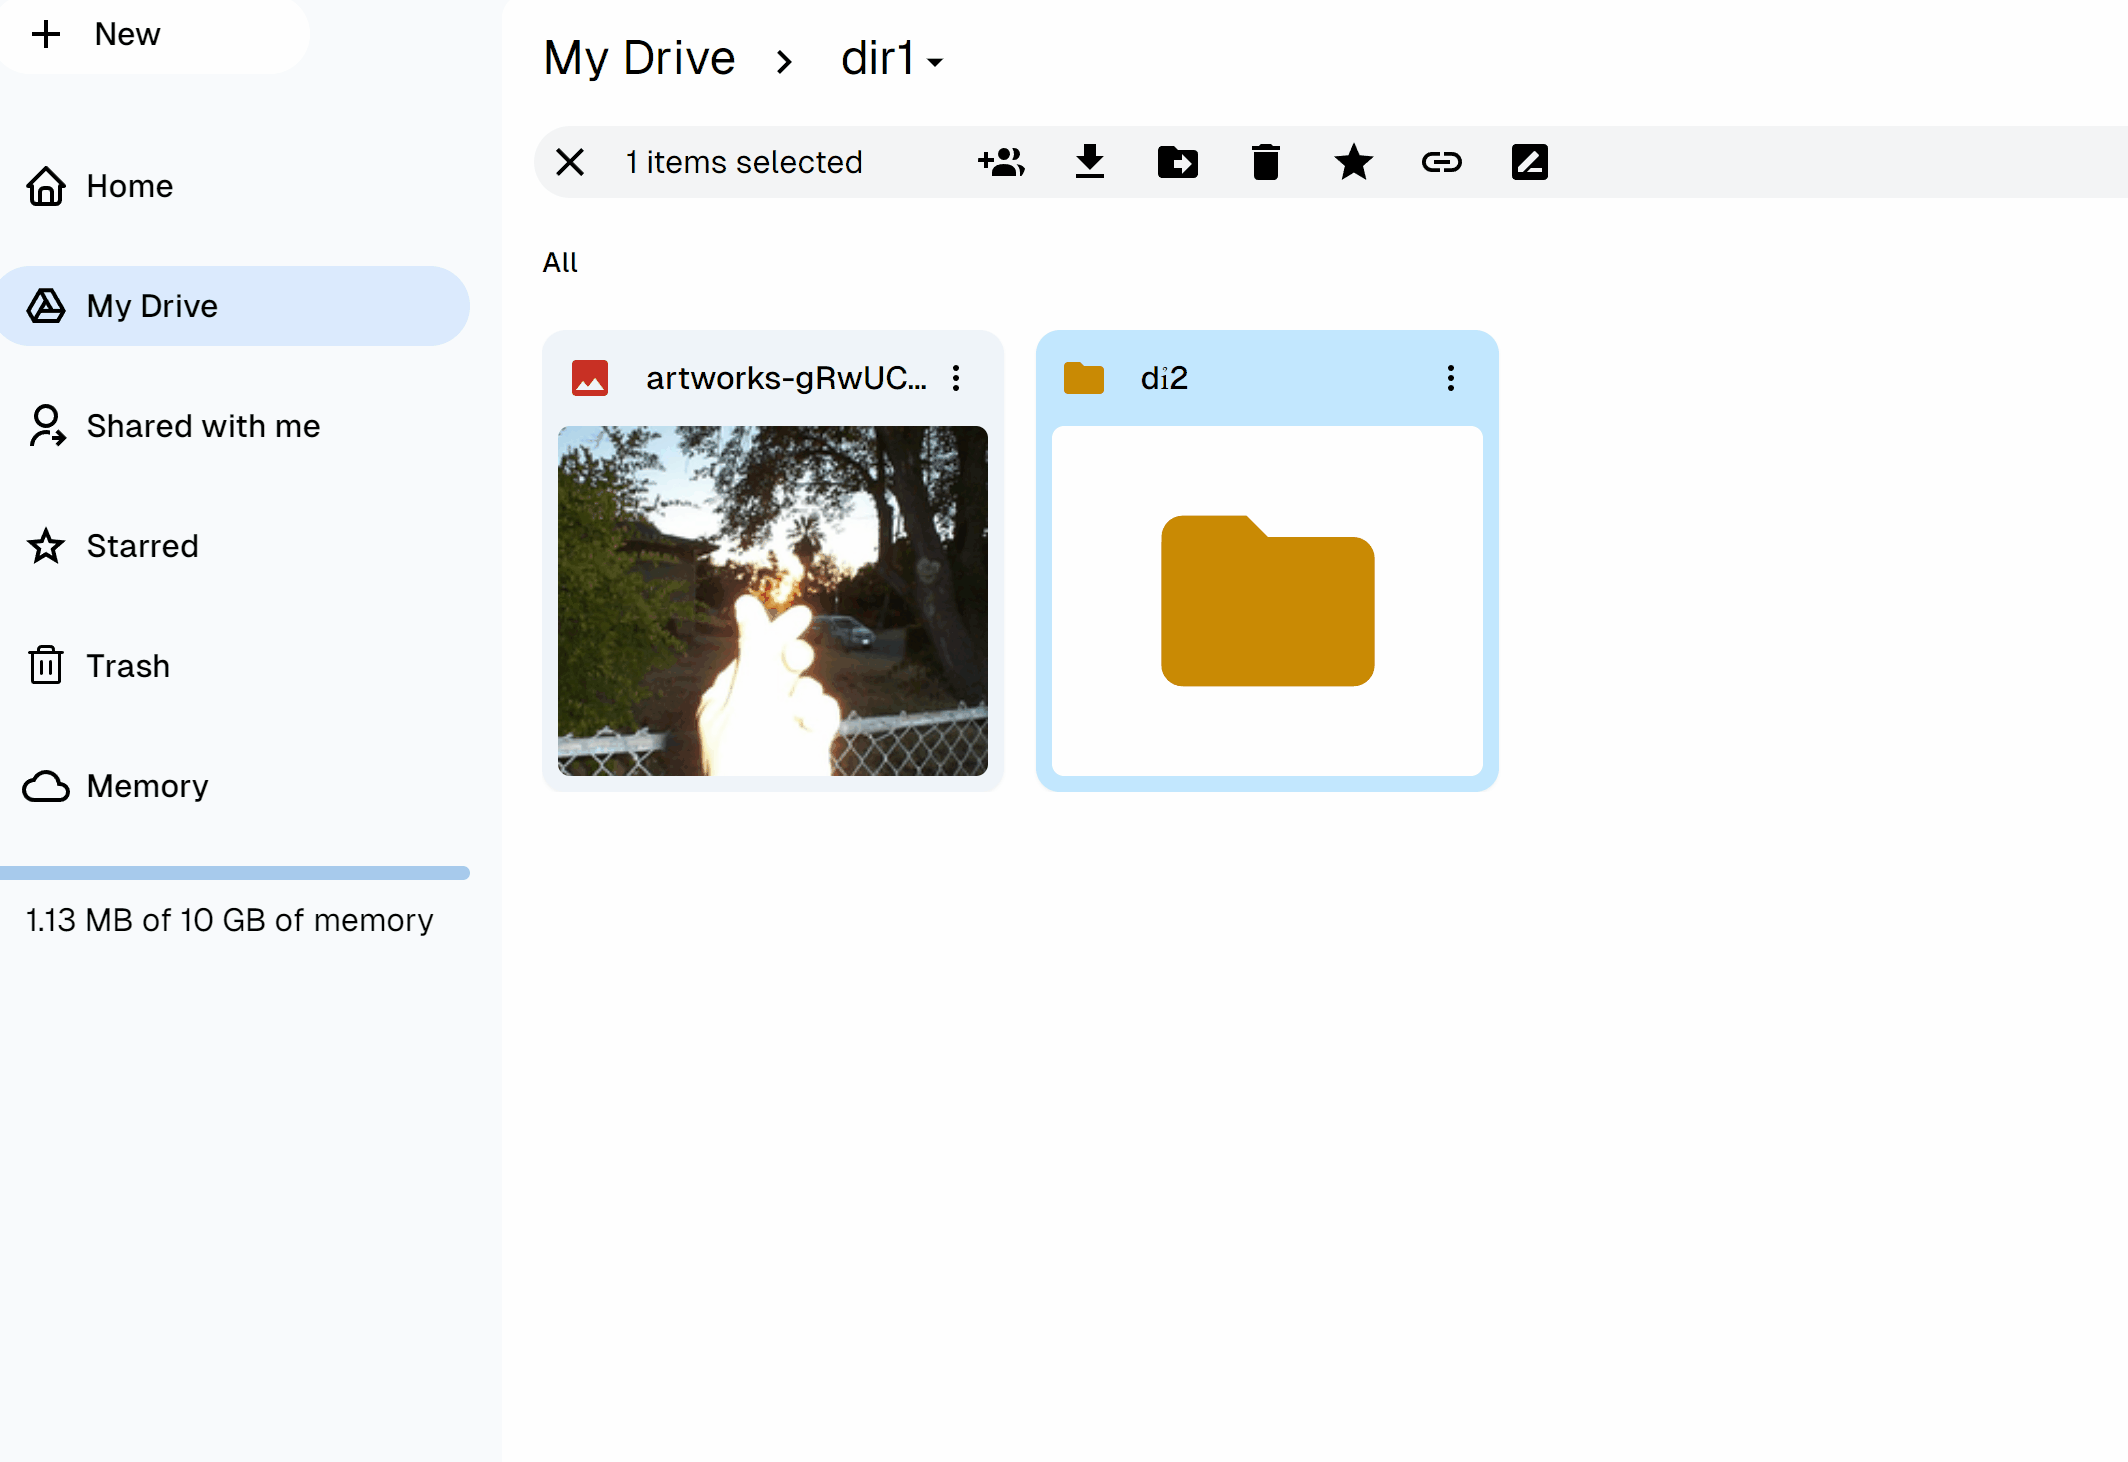 New
Home
My Drive
Shared with me
Starred
Trash
Memory
1.13 MB of 10 GB of memory
My Drive
dir1
1 items selected
All
artworks-gRwUC...
dỉ2